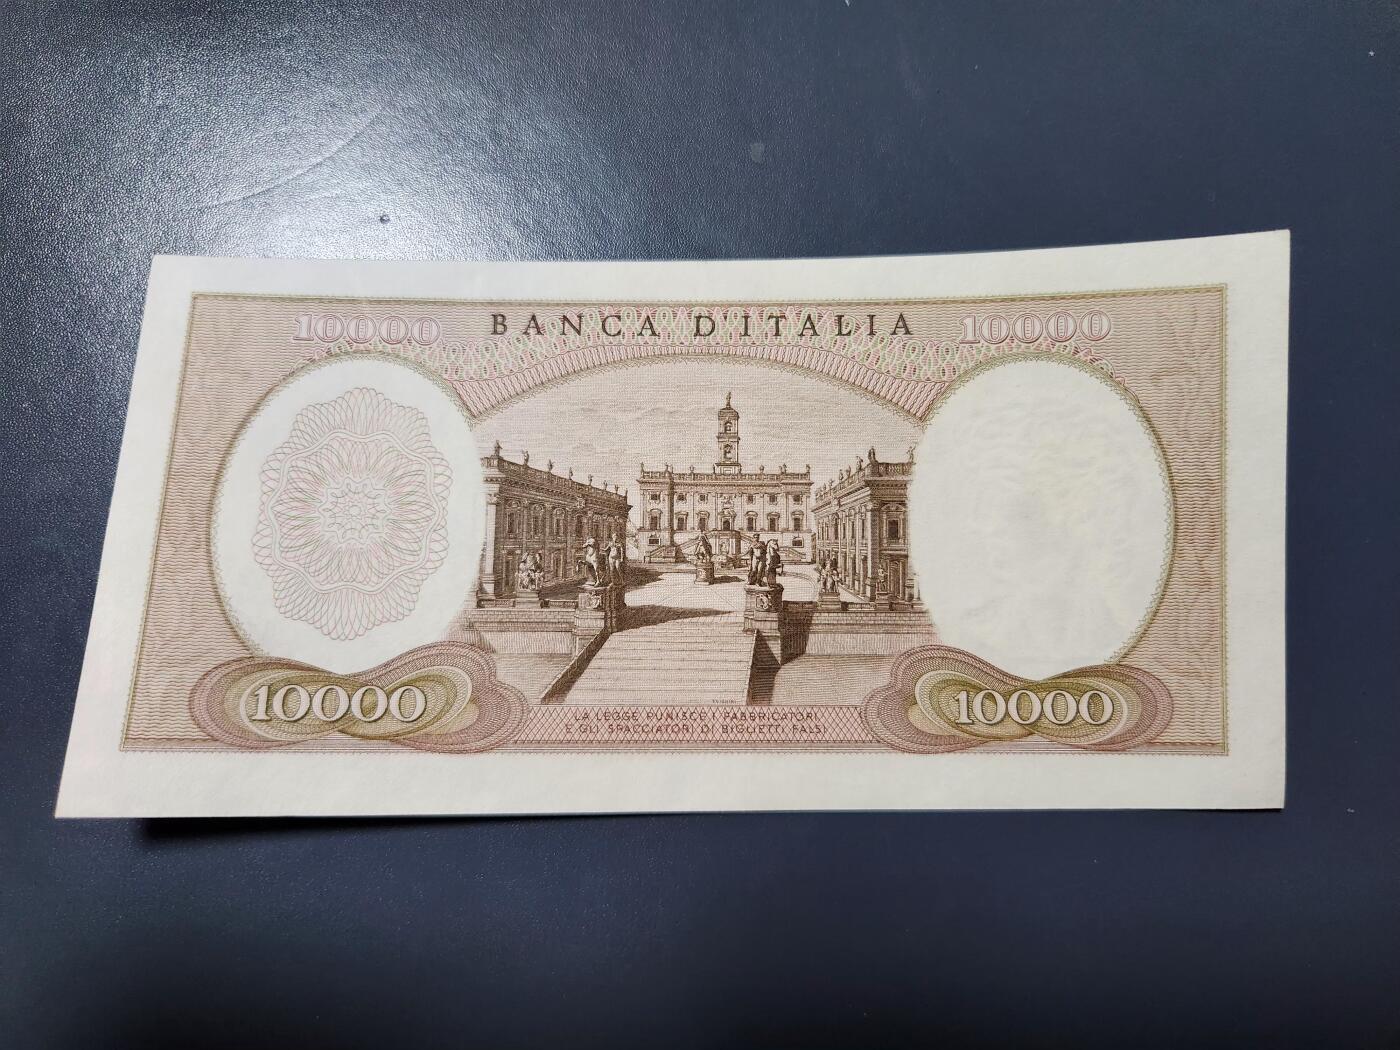 10000 BANCA D'ITALIA 10000
10000 10000
LA LEGGE PUNISCE I FABBRICATORI
E GLI SPACCIATORI DI BIGLIETTI FALSI